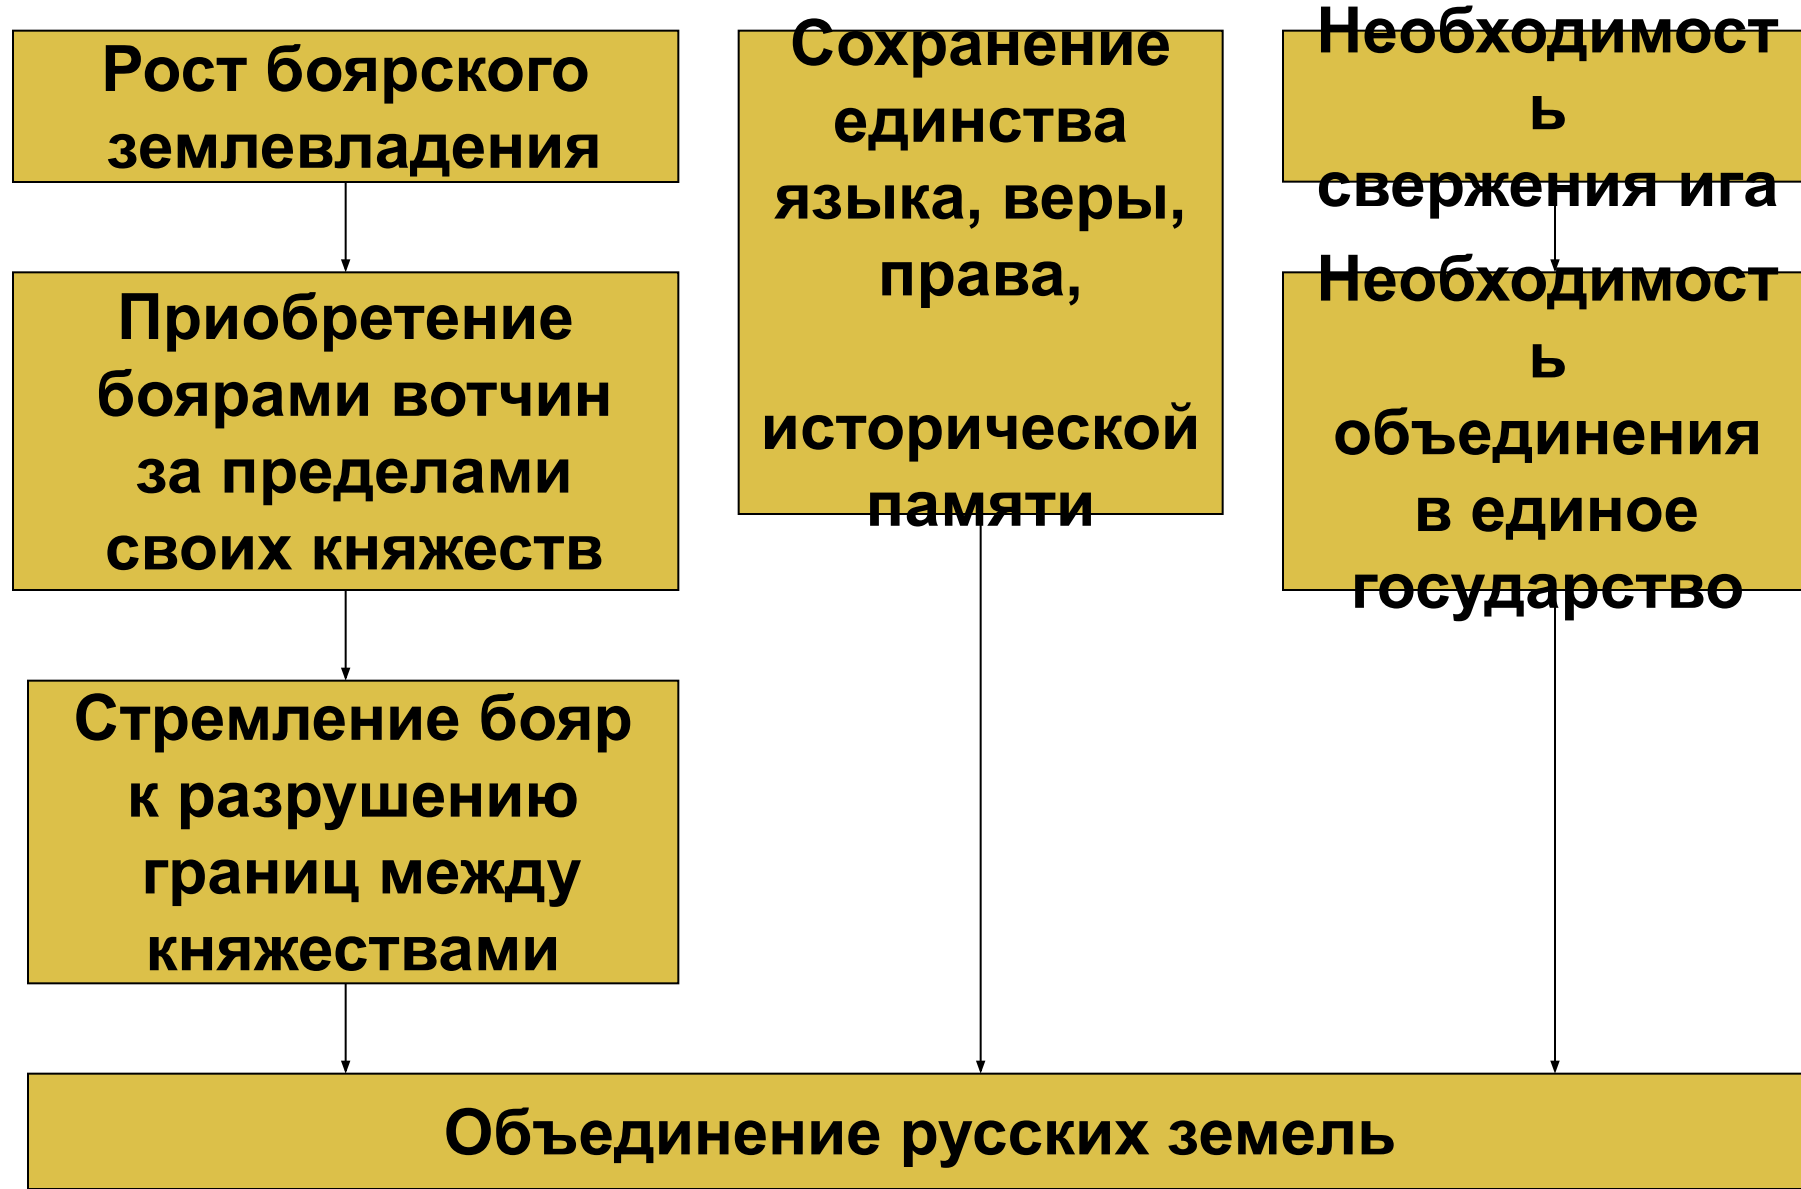 Рост боярского
землевладения
Приобретение
боярами вотчин
за пределами
своих княжеств
Стремление бояр
к разрушению
границ между
княжествами
Сохранение
единства
языка, веры,
права,
исторической
памяти
Необходимост
ь
свержения ига
Необходимост
ь
объединения
в единое
государство
Объединение русских земель